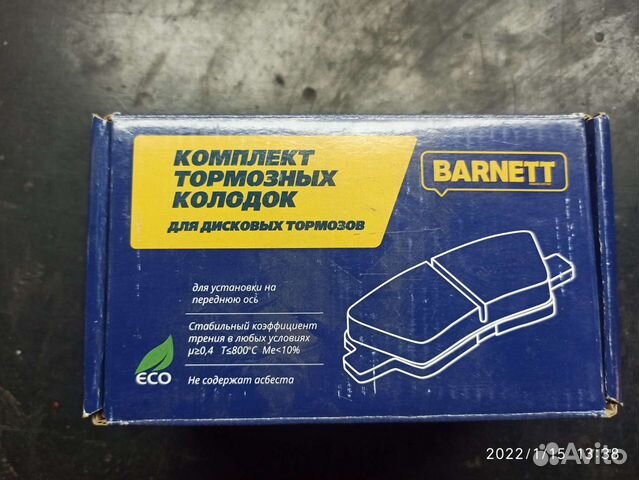 КОМПЛЕКТ
ТОРМОЗНЫХ
КОЛОДОК
ДЛЯ ДИСКОВЫХ ТОРМОЗОВ
BARNETT
для установки на
переднюю ось
Стабильный коэффициент
трения в любых условиях
μ≥0,4 T≤800°C Me<10%
ECO
Не содержат асбеста
2022/1/15 13:38
Avito